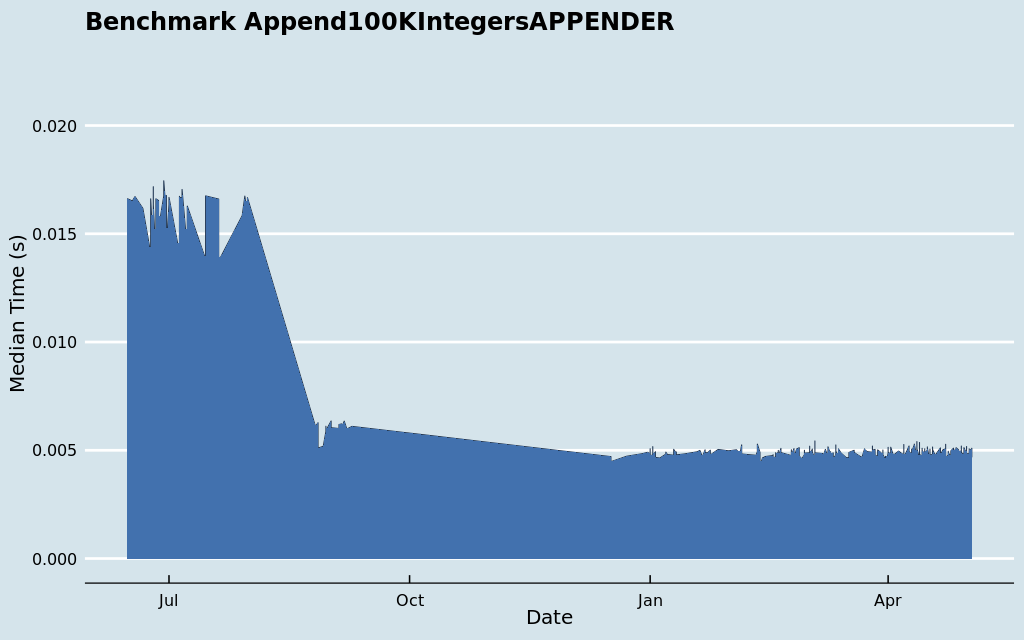 Benchmark Append100KIntegersAPPENDER
0.020
0.015
0.010
0.005
0.000
Median Time (s)
Jul
Oct
Jan
Apr
Date